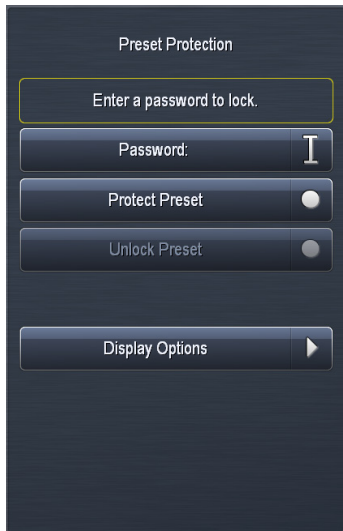 Preset Protection
Enter a password to lock.
Password:
Protect Preset
Unlock Preset
Display Options